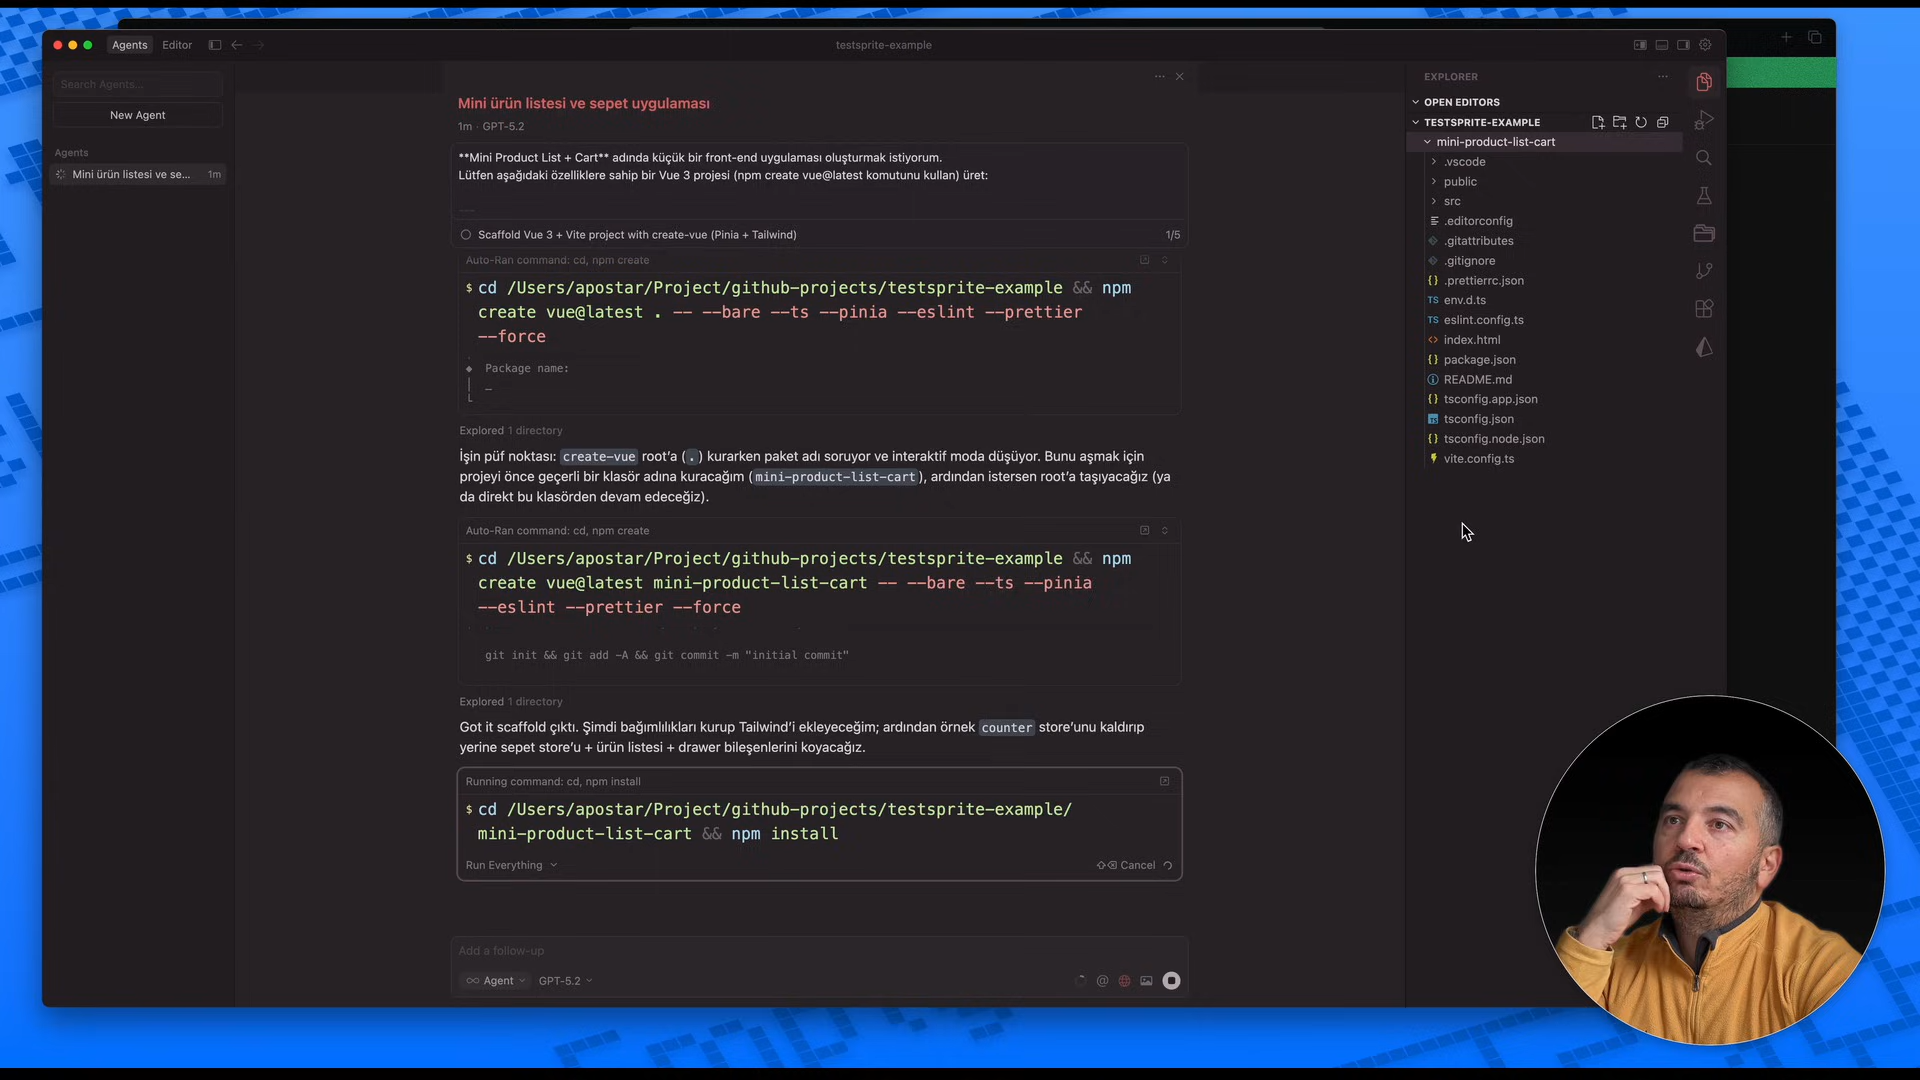 Agents
Editor
testsprite-example
Search Agents...
New Agent
Agents
Mini ürün listesi ve se...
1m
Mini ürün listesi ve sepet uygulaması
1m · GPT-5.2
**Mini Product List + Cart** adında küçük bir front-end uygulaması oluşturmak istiyorum.
Lütfen aşağıdaki özelliklere sahip bir Vue 3 projesi (npm create vue@latest komutunu kullan) üret:
Scaffold Vue 3 + Vite project with create-vue (Pinia + Tailwind)
1/5
Auto-Ran command: cd, npm create
$ cd /Users/apostar/Project/github-projects/testsprite-example && npm
create vue@latest . -- --bare --ts --pinia --eslint --prettier
--force
Package name:
_
Explored 1 directory
İşin püf noktası: create-vue root’a (.) kurarken paket adı soruyor ve interaktif moda düşüyor. Bunu aşmak için
projeyi önce geçerli bir klasör adına kuracağım (mini-product-list-cart), ardından istersen root’a taşıyacağız (ya
da direkt bu klasörden devam edeceğiz).
Auto-Ran command: cd, npm create
$ cd /Users/apostar/Project/github-projects/testsprite-example && npm
create vue@latest mini-product-list-cart -- --bare --ts --pinia
--eslint --prettier --force
git init && git add -A && git commit -m "initial commit"
Explored 1 directory
Got it scaffold çıktı. Şimdi bağımlılıkları kurup Tailwind’i ekleyeceğim; ardından örnek counter store’unu kaldırıp
yerine sepet store’u + ürün listesi + drawer bileşenlerini koyacağız.
Running command: cd, npm install
$ cd /Users/apostar/Project/github-projects/testsprite-example/
mini-product-list-cart && npm install
Run Everything
Cancel
Add a follow-up
Agent
GPT-5.2
EXPLORER
OPEN EDITORS
TESTSPRITE-EXAMPLE
mini-product-list-cart
.vscode
public
src
.editorconfig
.gitattributes
.gitignore
{} .prettierrc.json
TS env.d.ts
TS eslint.config.ts
<> index.html
{} package.json
README.md
{} tsconfig.app.json
TS tsconfig.json
{} tsconfig.node.json
vite.config.ts